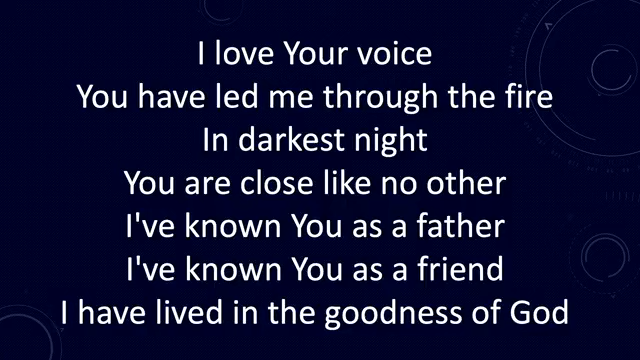 I love Your voice
You have led me through the fire
In darkest night
You are close like no other
I've known You as a father
I've known You as a friend
I have lived in the goodness of God